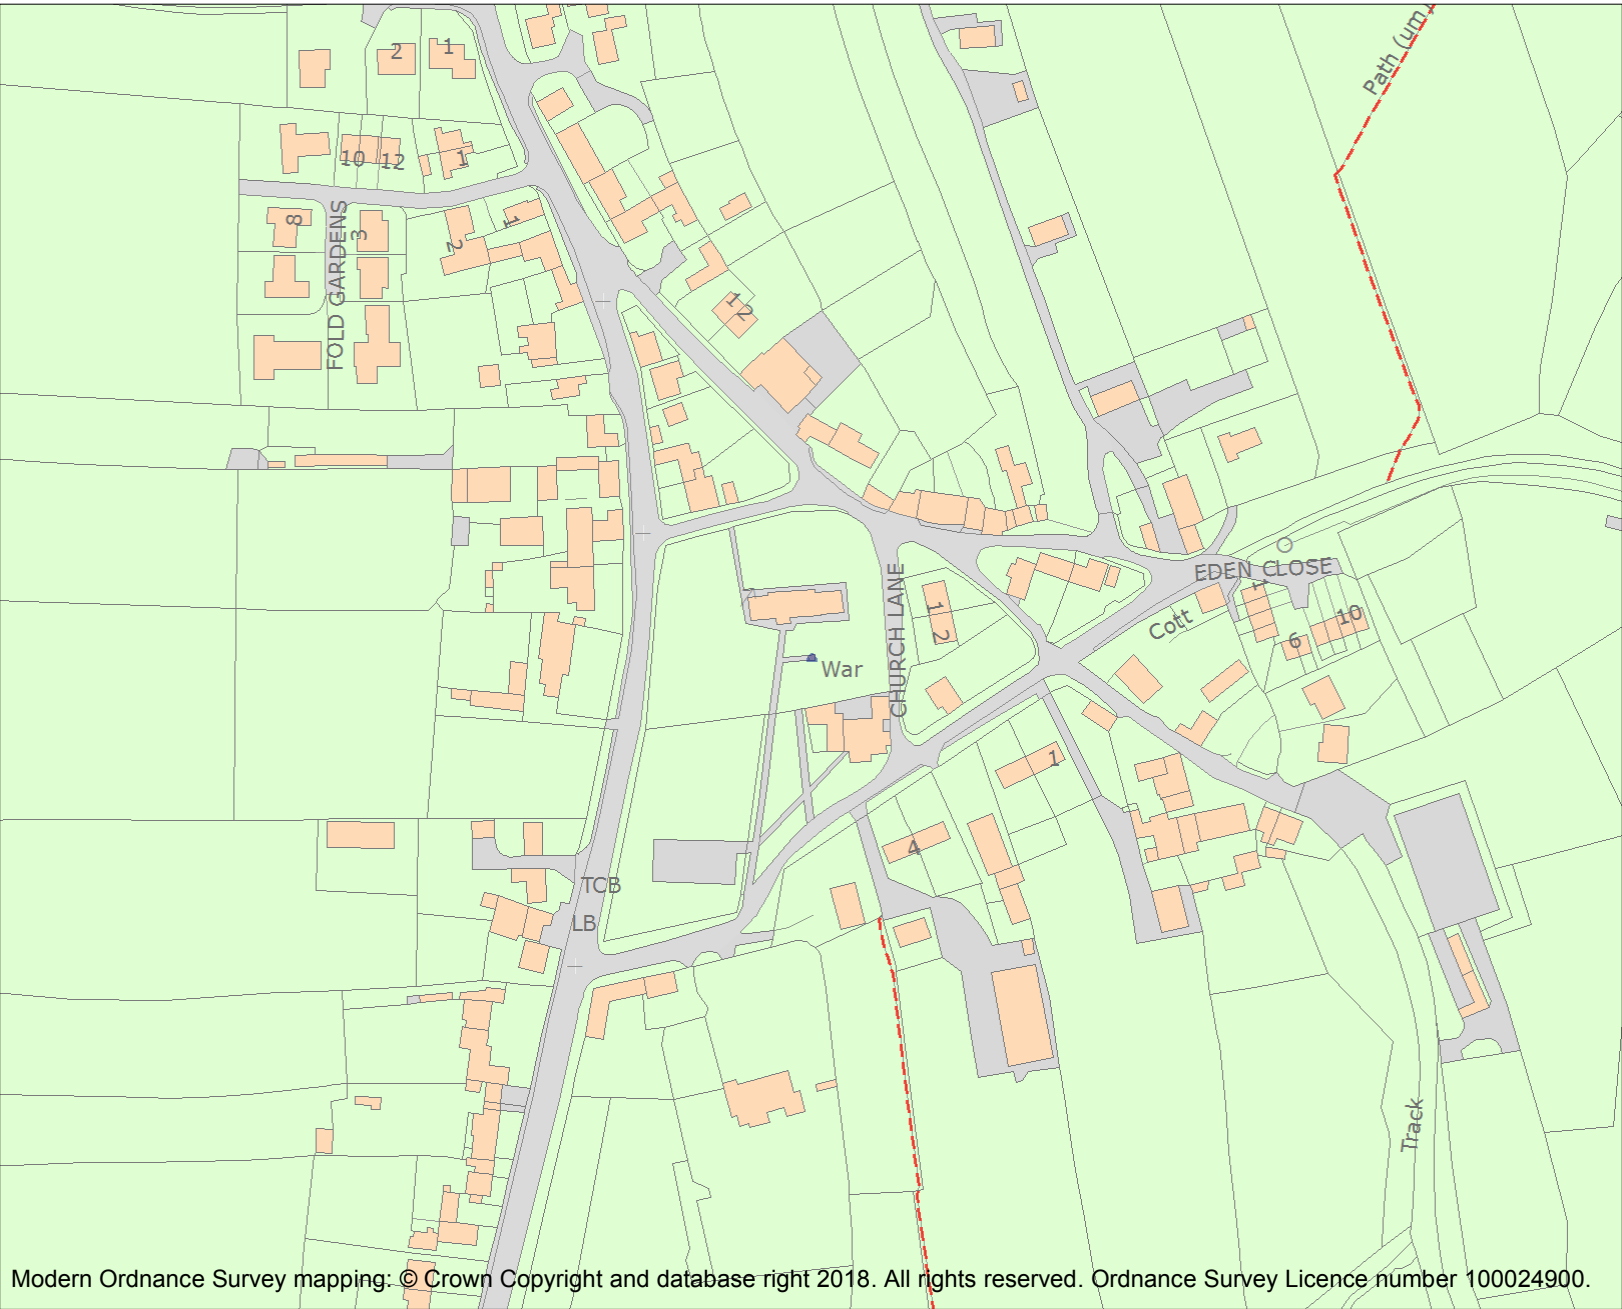 Path (um)
2
1
10
12
1
8
3
FOLD GARDENS
2
1
1
2
EDEN CLOSE
1
10
6
Cott
CHURCH LANE
1
2
War
1
4
TCB
LB
Track
Modern Ordnance Survey mapping: © Crown Copyright and database right 2018. All rights reserved. Ordnance Survey Licence number 100024900.